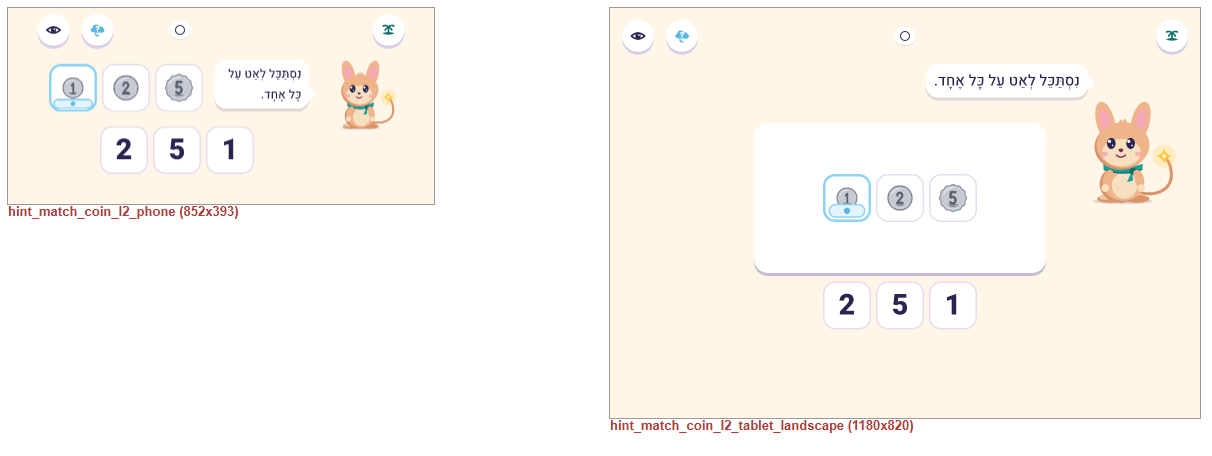 ?
?
1 2 5
נִסְתַּכֵּל לְאַט עַל
כָּל אֶחָד.
2 5 1
hint_match_coin_l2_phone (852x393)
נִסְתַּכֵּל לְאַט עַל כָּל אֶחָד.
1 2 5
2 5 1
hint_match_coin_l2_tablet_landscape (1180x820)